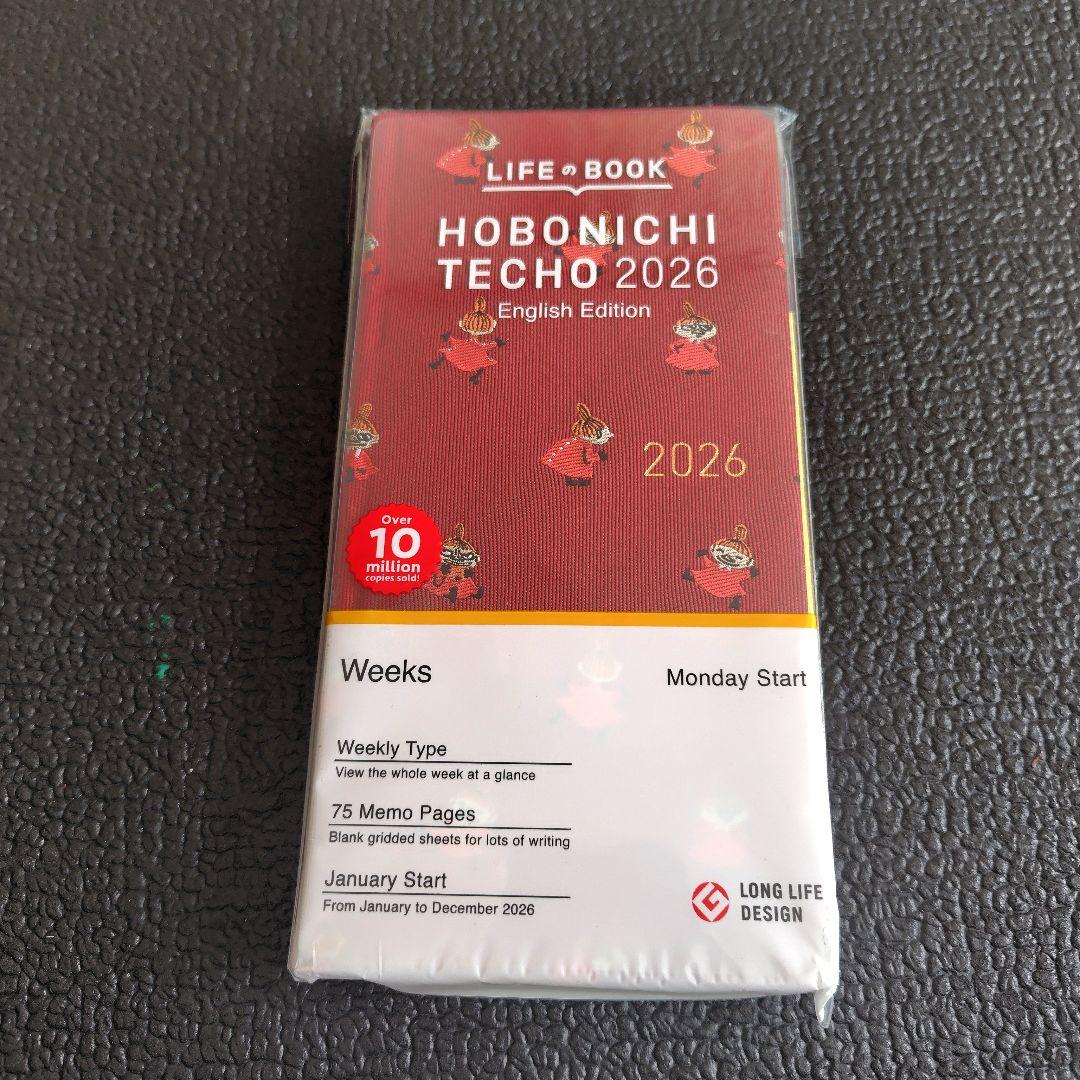 LIFEのBOOK
HOBONICHI
TECHO 2026
English Edition
2026
Over
10
million
copies sold!
Weeks
Monday Start
Weekly Type
View the whole week at a glance
75 Memo Pages
Blank gridded sheets for lots of writing
January Start
From January to December 2026
LONG LIFE
DESIGN